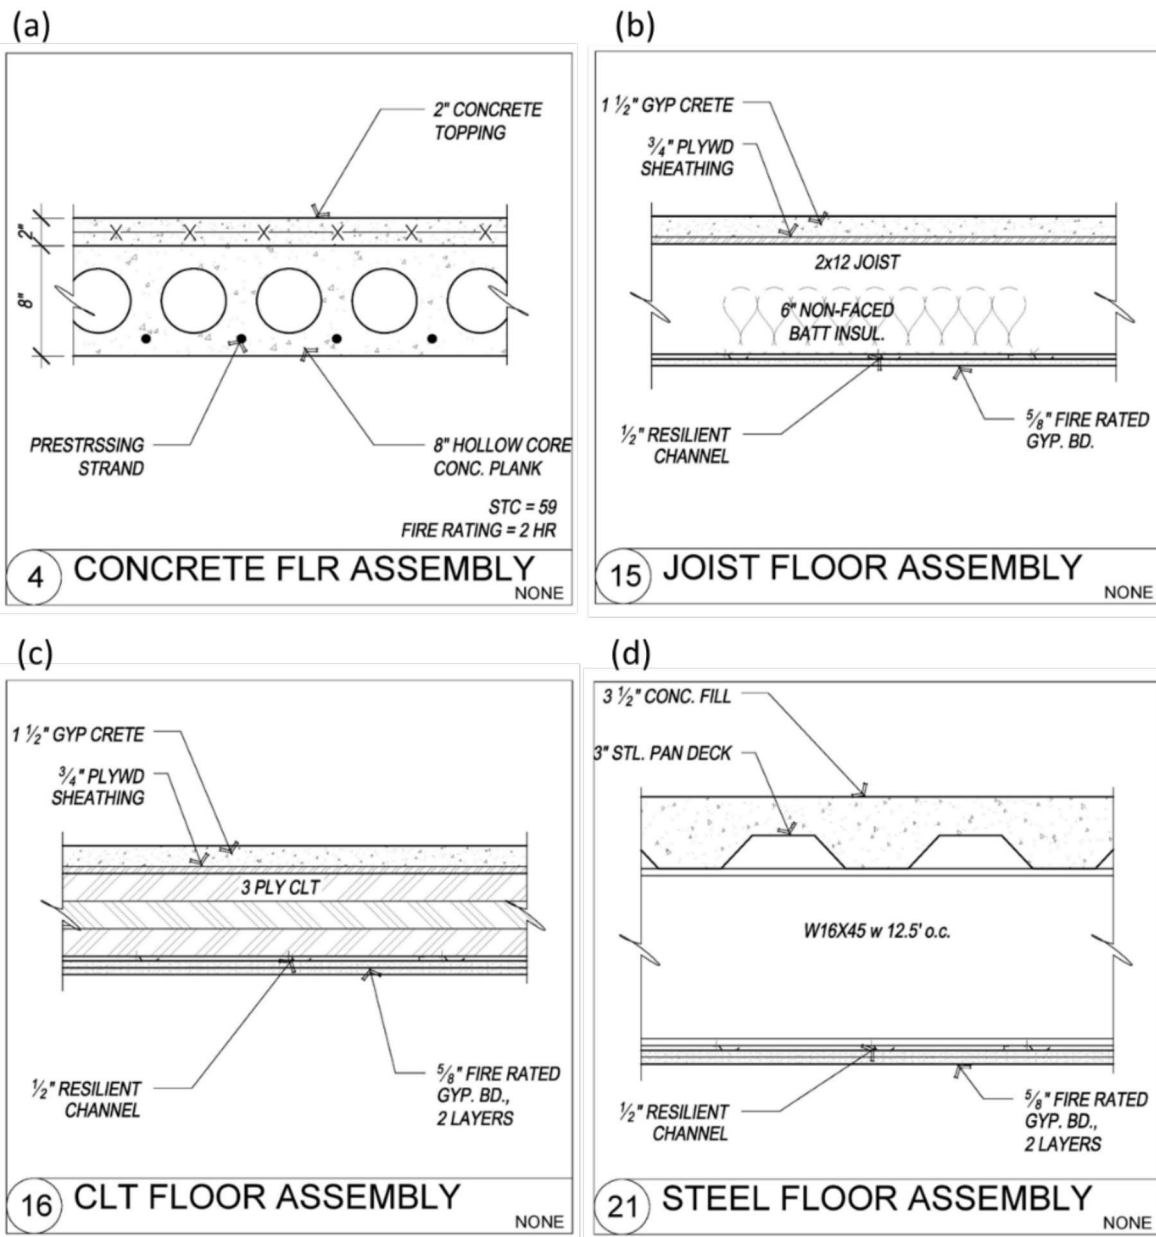 (a)
2" CONCRETE
TOPPING
2"
8"
PRESTRSSING
STRAND
8" HOLLOW CORE
CONC. PLANK
STC = 59
FIRE RATING = 2 HR
4 CONCRETE FLR ASSEMBLY
NONE
(b)
1 ½" GYP CRETE
¾" PLYWD
SHEATHING
2x12 JOIST
6" NON-FACED
BATT INSUL.
½" RESILIENT
CHANNEL
⅝" FIRE RATED
GYP. BD.
15 JOIST FLOOR ASSEMBLY
NONE
(c)
1 ½" GYP CRETE
¾" PLYWD
SHEATHING
3 PLY CLT
½" RESILIENT
CHANNEL
⅝" FIRE RATED
GYP. BD.,
2 LAYERS
16 CLT FLOOR ASSEMBLY
NONE
(d)
3 ½" CONC. FILL
3" STL. PAN DECK
W16X45 w 12.5' o.c.
½" RESILIENT
CHANNEL
⅝" FIRE RATED
GYP. BD.,
2 LAYERS
21 STEEL FLOOR ASSEMBLY
NONE